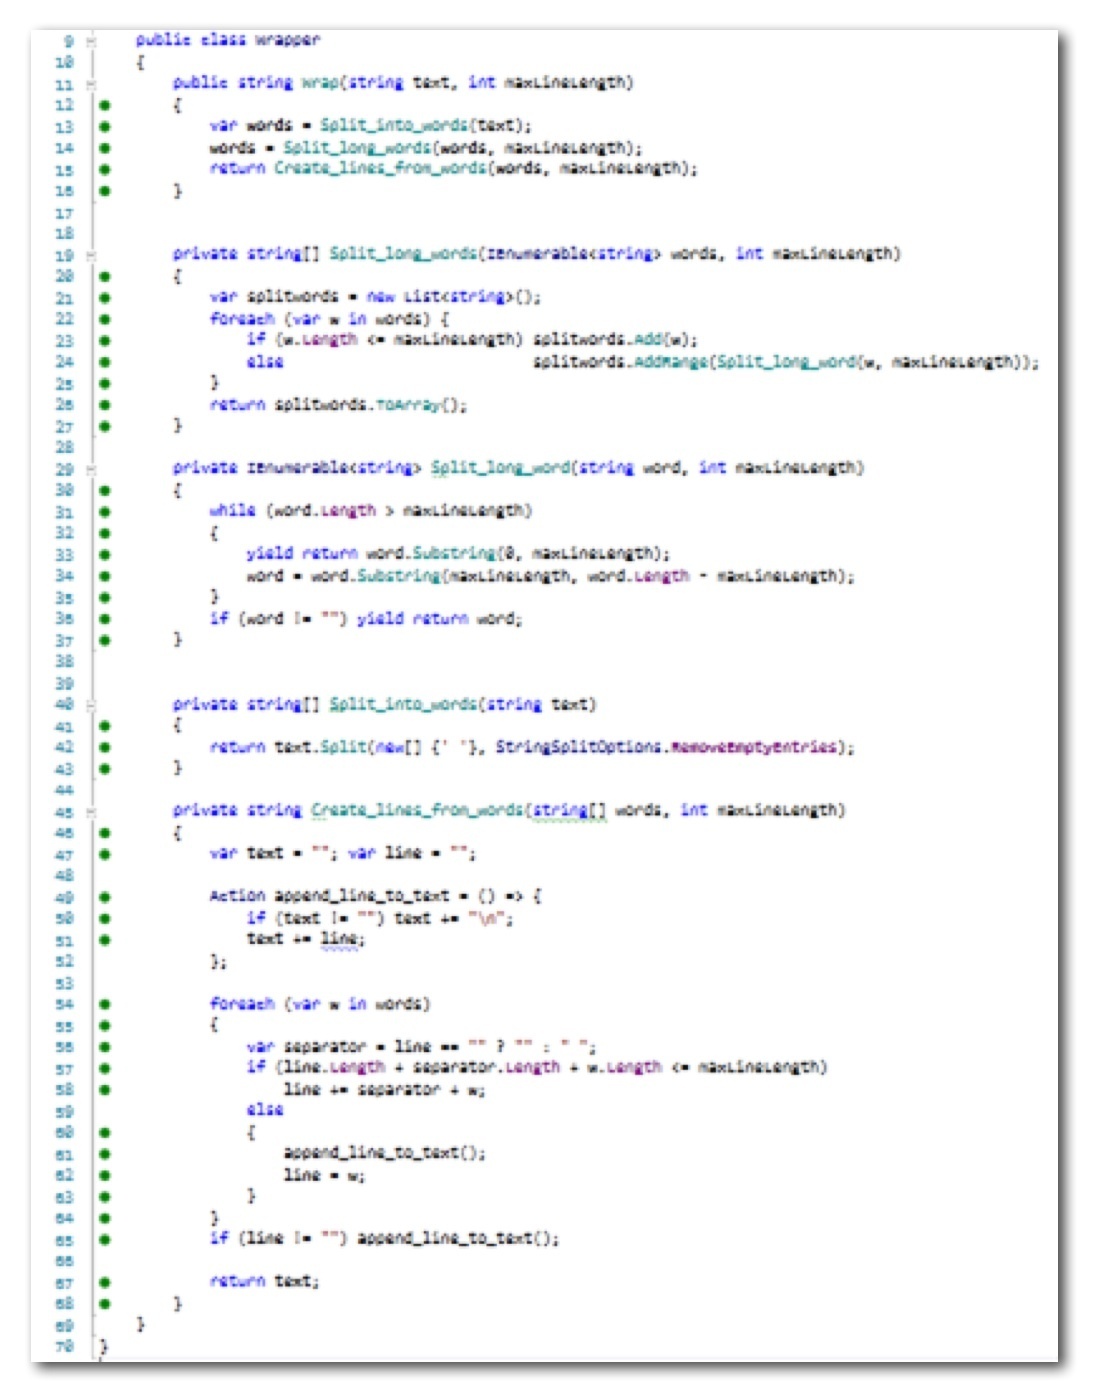 9 public class Wrapper
10 {
11 public string Wrap(string text, int maxLineLength)
12 {
13 var words = Split_into_words(text);
14 words = Split_long_words(words, maxLineLength);
15 return Create_lines_from_words(words, maxLineLength);
16 }
17
18
19 private string[] Split_long_words(IEnumerable<string> words, int maxLineLength)
20 {
21 var splitwords = new List<string>();
22 foreach (var w in words) {
23 if (w.Length <= maxLineLength) splitwords.Add(w);
24 else splitwords.AddRange(Split_long_word(w, maxLineLength));
25 }
26 return splitwords.ToArray();
27 }
28
29 private IEnumerable<string> Split_long_word(string word, int maxLineLength)
30 {
31 while (word.Length > maxLineLength)
32 {
33 yield return word.Substring(0, maxLineLength);
34 word = word.Substring(maxLineLength, word.Length - maxLineLength);
35 }
36 if (word != "") yield return word;
37 }
38
39
40 private string[] Split_into_words(string text)
41 {
42 return text.Split(new[] {' '}, StringSplitOptions.RemoveEmptyEntries);
43 }
44
45 private string Create_lines_from_words(string[] words, int maxLineLength)
46 {
47 var text = ""; var line = "";
48
49 Action append_line_to_text = () => {
50 if (text != "") text += "\n";
51 text += line;
52 };
53
54 foreach (var w in words)
55 {
56 var separator = line == "" ? "" : " ";
57 if (line.Length + separator.Length + w.Length <= maxLineLength)
58 line += separator + w;
59 else
60 {
61 append_line_to_text();
62 line = w;
63 }
64 }
65 if (line != "") append_line_to_text();
66
67 return text;
68 }
69 }
70 }